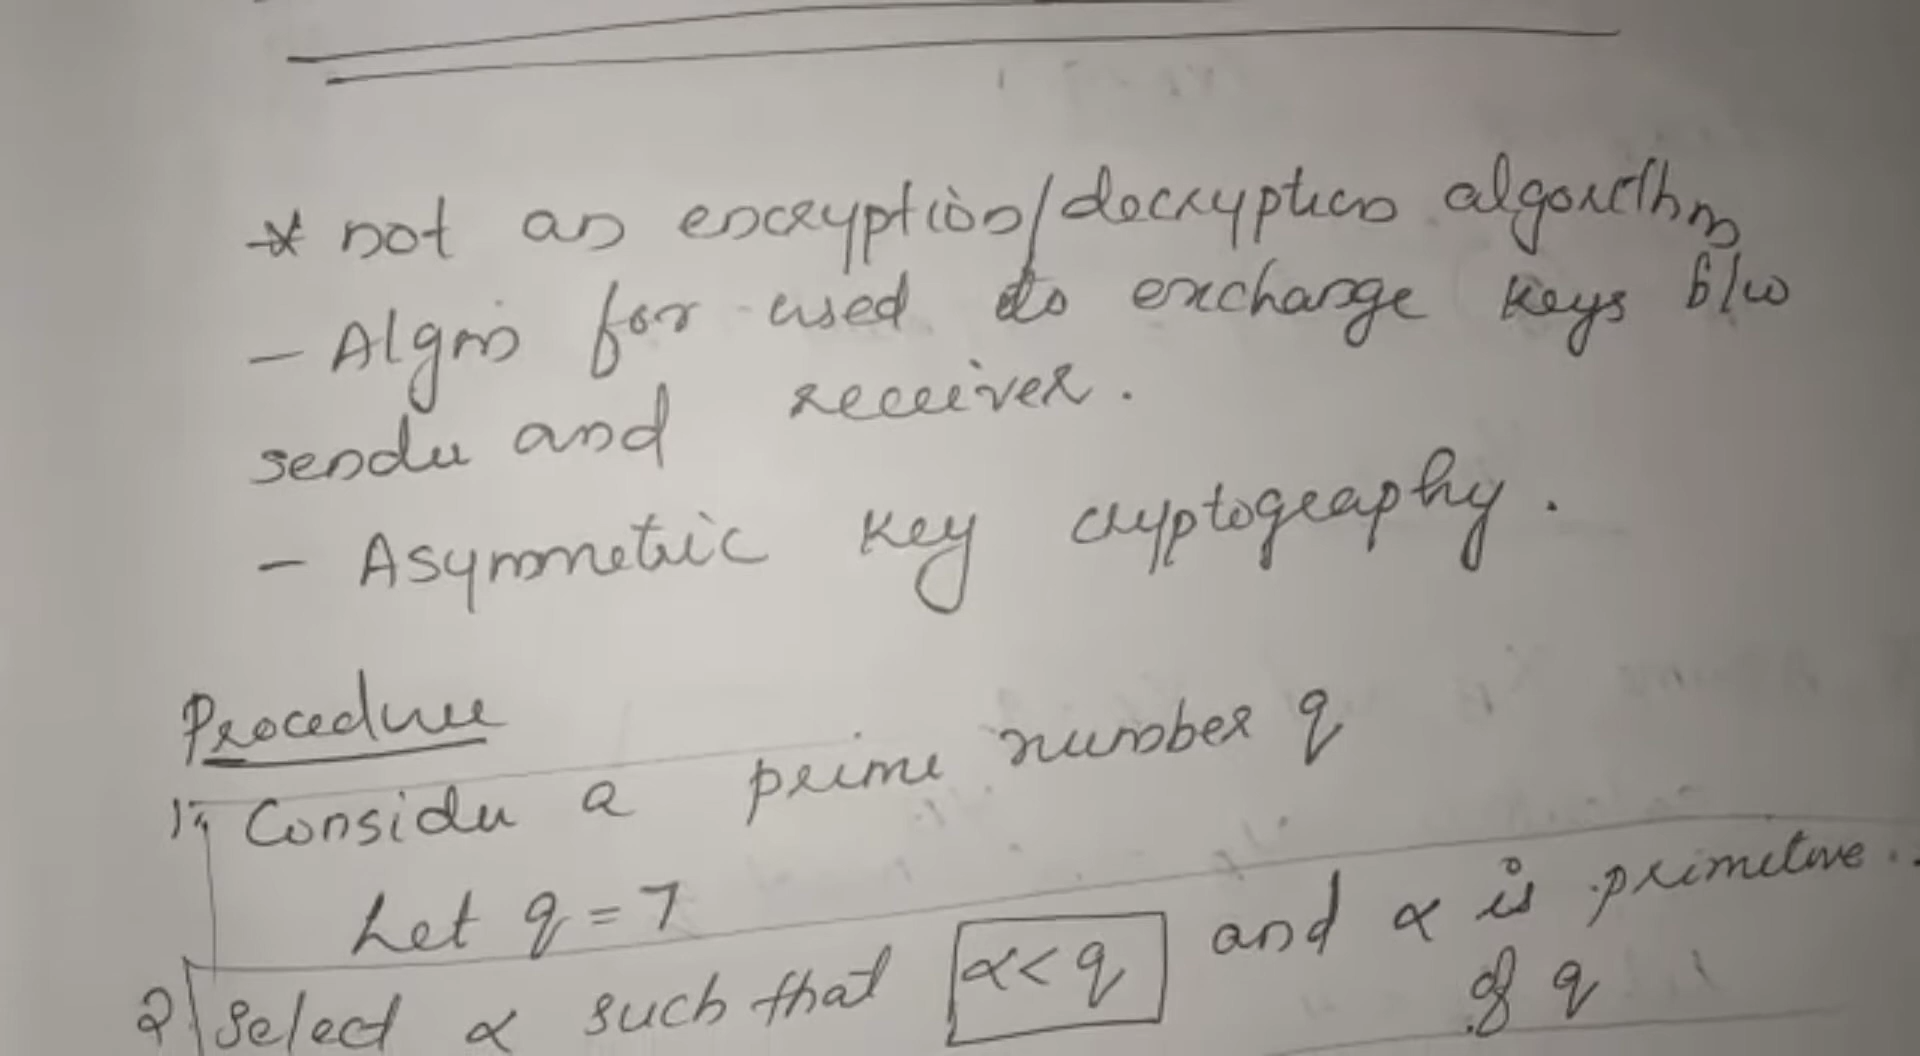 * not an encryption/decryption algorithm
- Algm for used to exchange keys b/w
sender and receiver.
- Asymmetric key cryptography.
Procedure
1) Consider a prime number q
Let q = 7
2) Select α such that α < q and α is primitive
of q